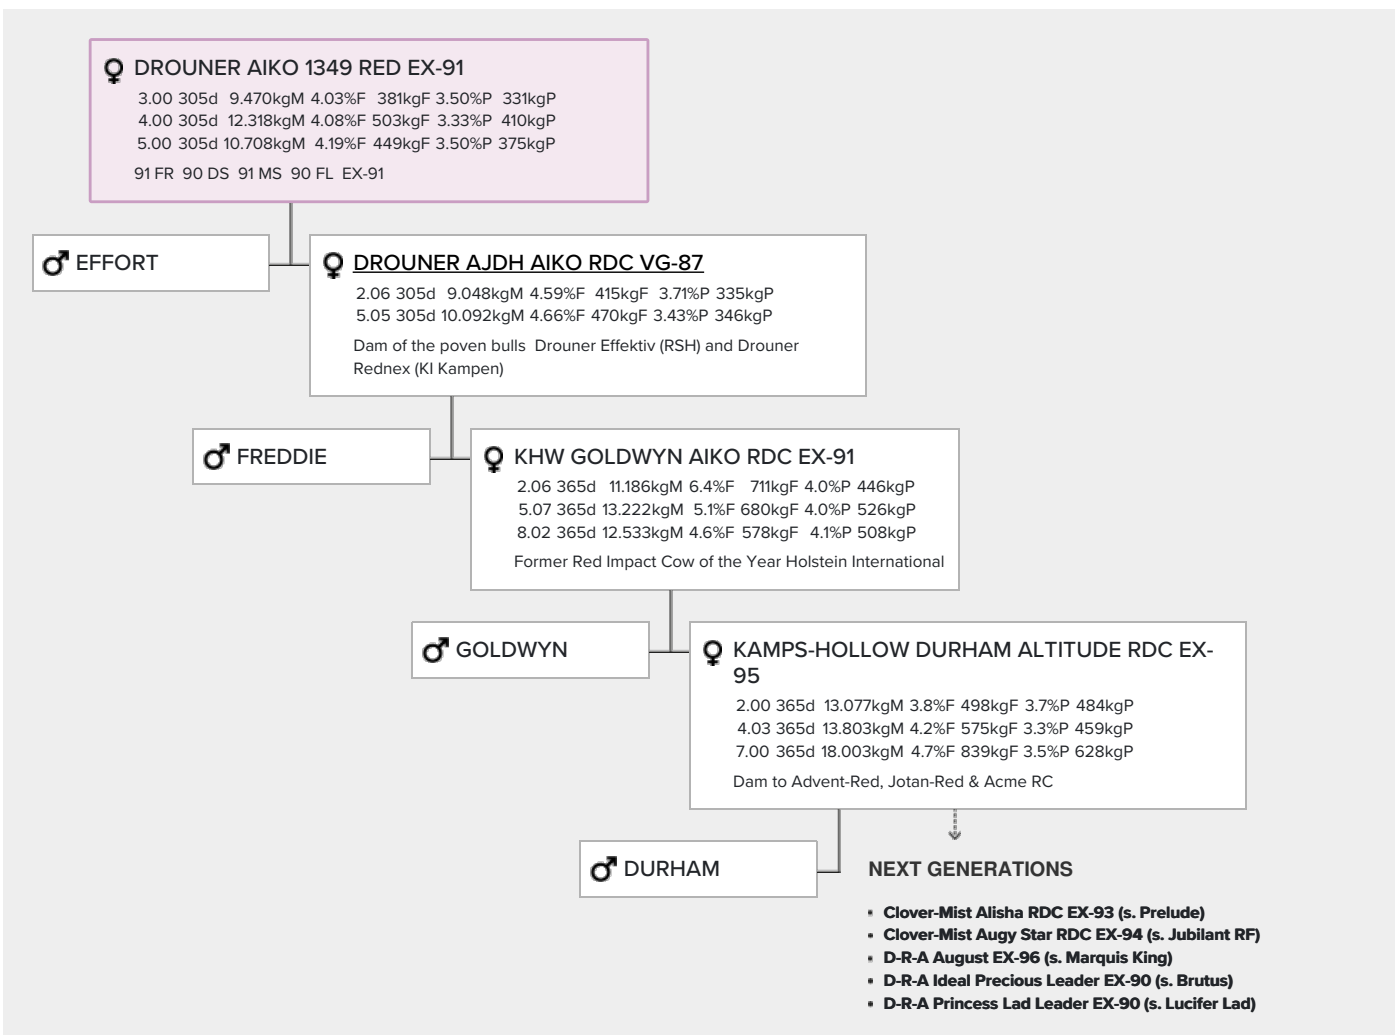 DROUNER AIKO 1349 RED EX-91
3.00 305d 9.470kgM 4.03%F 381kgF 3.50%P 331kgP
4.00 305d 12.318kgM 4.08%F 503kgF 3.33%P 410kgP
5.00 305d 10.708kgM 4.19%F 449kgF 3.50%P 375kgP
91 FR 90 DS 91 MS 90 FL EX-91
EFFORT
DROUNER AJDH AIKO RDC VG-87
2.06 305d 9.048kgM 4.59%F 415kgF 3.71%P 335kgP
5.05 305d 10.092kgM 4.66%F 470kgF 3.43%P 346kgP
Dam of the poven bulls Drouner Effektiv (RSH) and Drouner
Rednex (KI Kampen)
FREDDIE
KHW GOLDWYN AIKO RDC EX-91
2.06 365d 11.186kgM 6.4%F 711kgF 4.0%P 446kgP
5.07 365d 13.222kgM 5.1%F 680kgF 4.0%P 526kgP
8.02 365d 12.533kgM 4.6%F 578kgF 4.1%P 508kgP
Former Red Impact Cow of the Year Holstein International
GOLDWYN
KAMPS-HOLLOW DURHAM ALTITUDE RDC EX-
95
2.00 365d 13.077kgM 3.8%F 498kgF 3.7%P 484kgP
4.03 365d 13.803kgM 4.2%F 575kgF 3.3%P 459kgP
7.00 365d 18.003kgM 4.7%F 839kgF 3.5%P 628kgP
Dam to Advent-Red, Jotan-Red & Acme RC
DURHAM
NEXT GENERATIONS
▪ Clover-Mist Alisha RDC EX-93 (s. Prelude)
▪ Clover-Mist Augy Star RDC EX-94 (s. Jubilant RF)
▪ D-R-A August EX-96 (s. Marquis King)
▪ D-R-A Ideal Precious Leader EX-90 (s. Brutus)
▪ D-R-A Princess Lad Leader EX-90 (s. Lucifer Lad)